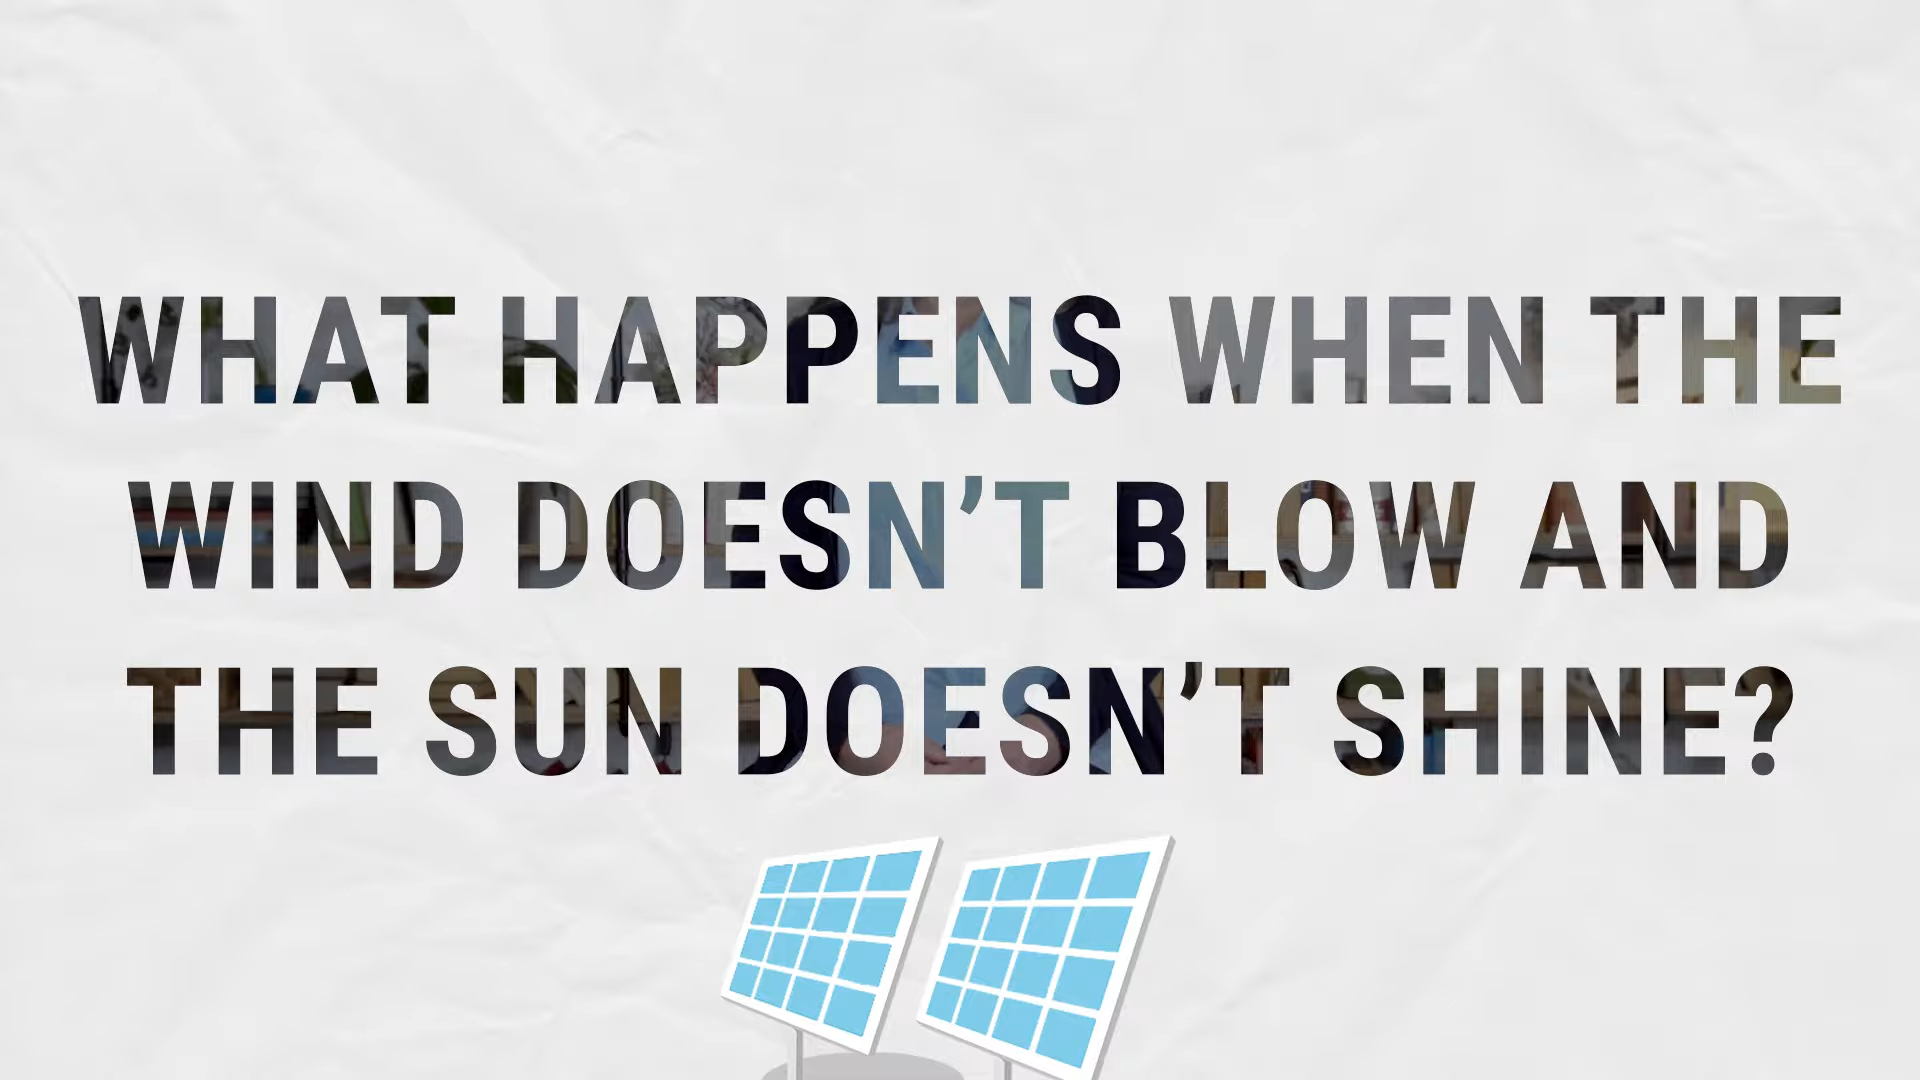 WHAT HAPPENS WHEN THE
WIND DOESN’T BLOW AND
THE SUN DOESN’T SHINE?